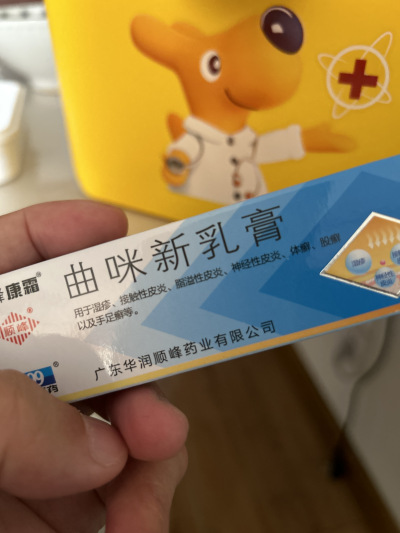 康霜®
曲咪新乳膏
用于湿疹、接触性皮炎、脂溢性皮炎、神经性皮炎、体癣、股癣
以及手足癣等。
顺峰
®
广东华润顺峰药业有限公司